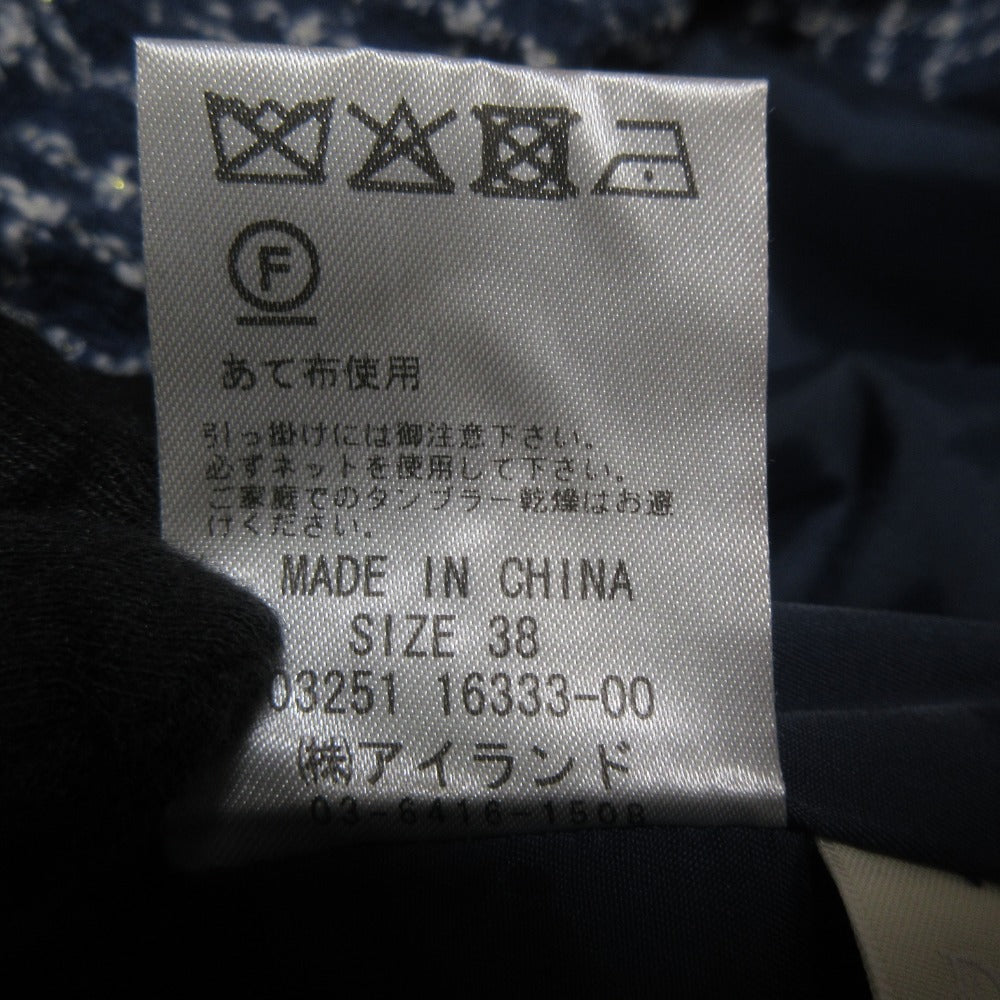 F
あて布使用
引っ掛けには御注意下さい。
必ずネットを使用して下さい。
ご家庭でのタンブラー乾燥はお避
けください。
MADE IN CHINA
SIZE 38
03251 16333-00
㈱アイランド
03-6416-1508